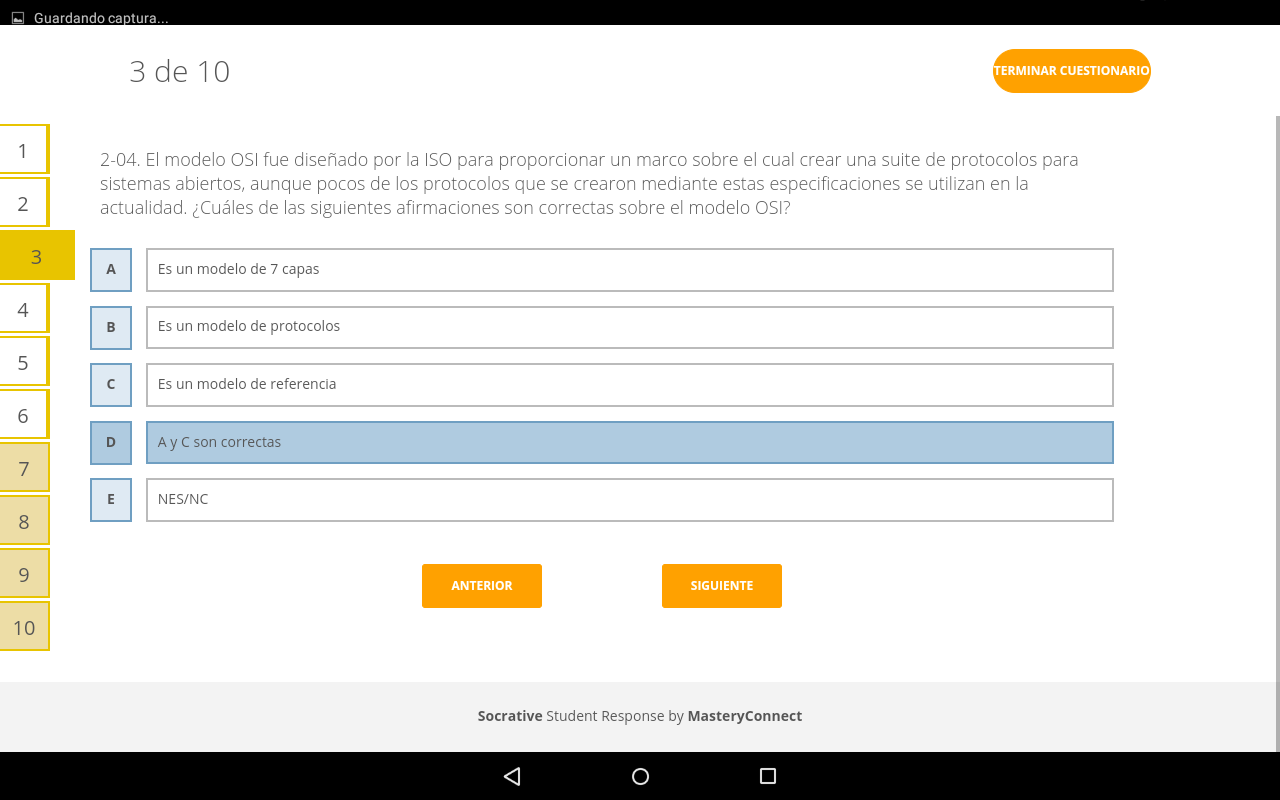 Guardando captura...
3 de 10
TERMINAR CUESTIONARIO
1
2
3
4
5
6
7
8
9
10
2-04. El modelo OSI fue diseñado por la ISO para proporcionar un marco sobre el cual crear una suite de protocolos para
sistemas abiertos, aunque pocos de los protocolos que se crearon mediante estas especificaciones se utilizan en la
actualidad. ¿Cuáles de las siguientes afirmaciones son correctas sobre el modelo OSI?
A Es un modelo de 7 capas
B Es un modelo de protocolos
C Es un modelo de referencia
D A y C son correctas
E NES/NC
ANTERIOR SIGUIENTE
Socrative Student Response by MasteryConnect